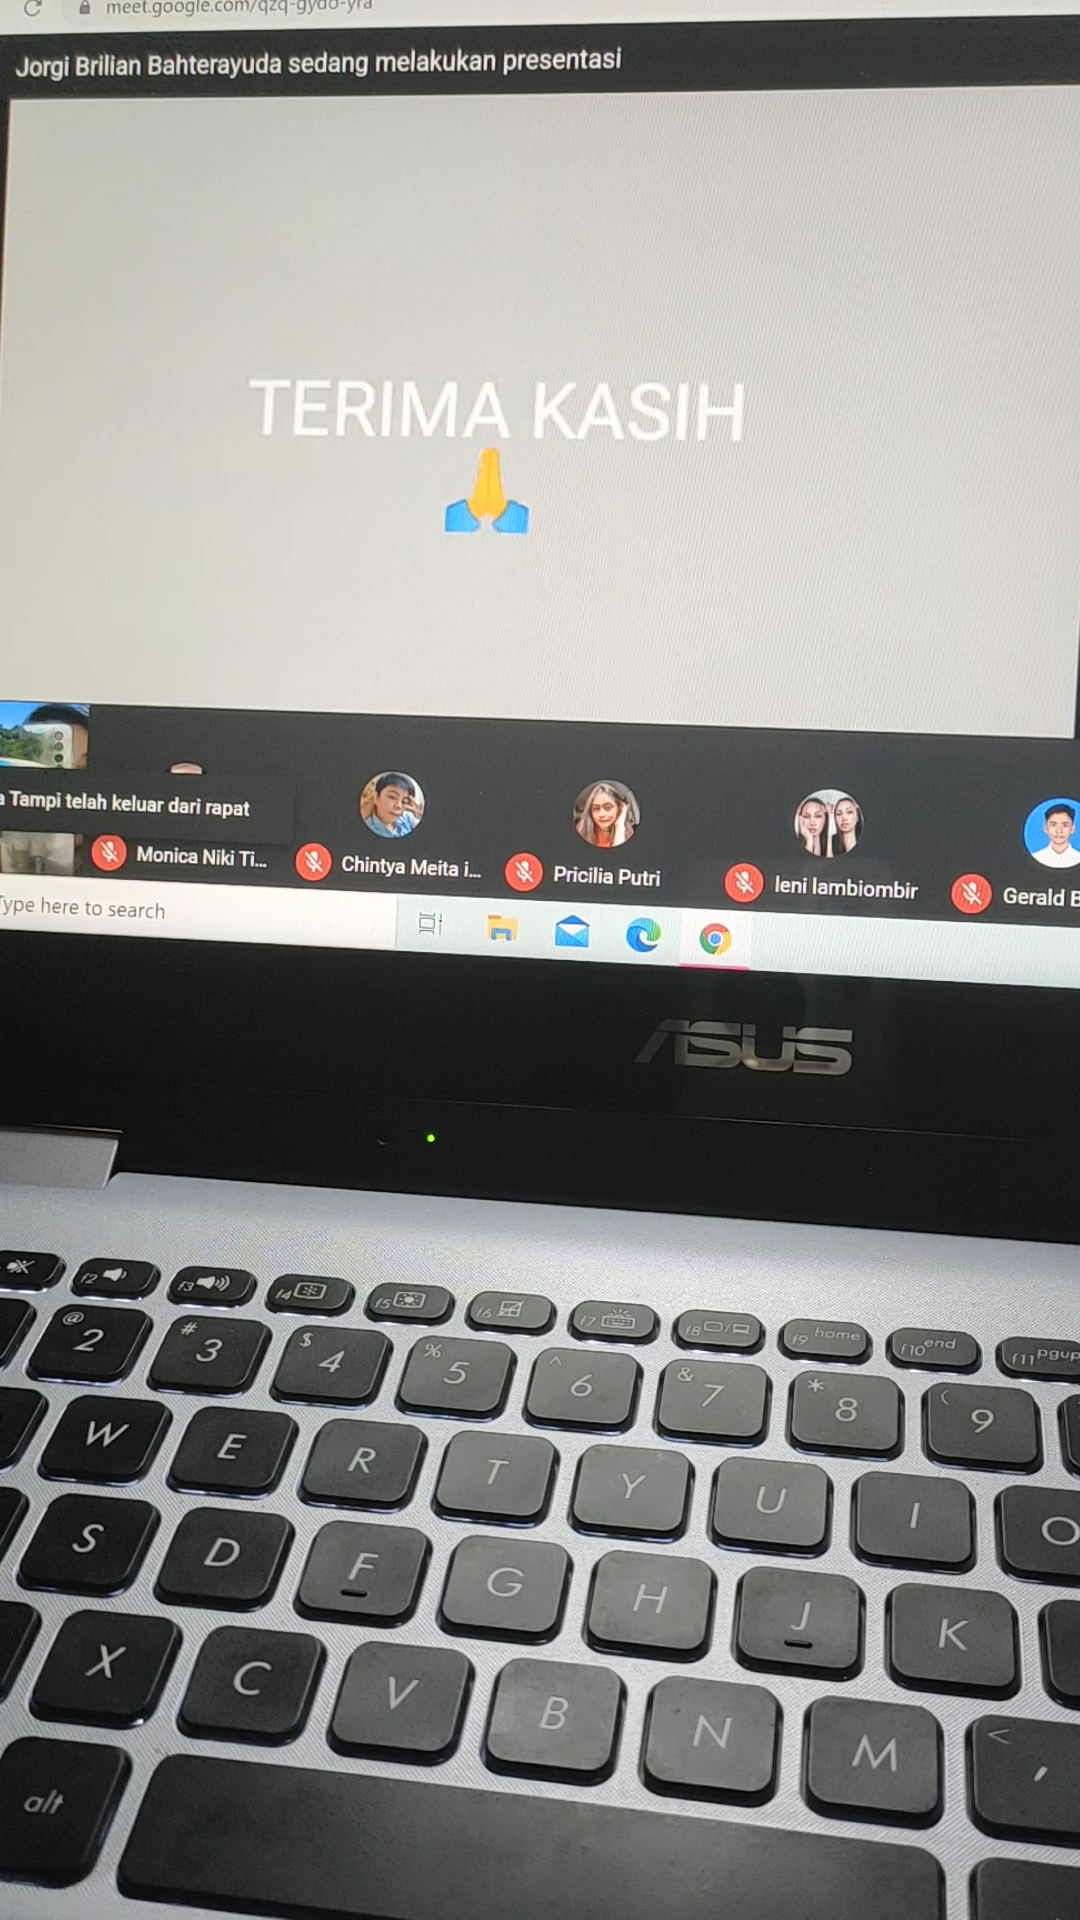 meet.google.com/qzq-gydo-yra
Jorgi Brilian Bahterayuda sedang melakukan presentasi
TERIMA KASIH
Tampi telah keluar dari rapat
Monica Niki Ti...
Chintya Meita i...
Pricilia Putri
leni lambiombir
Gerald
Type here to search
ASUS
f2
f3
f4
f5
f6
f7
f8
f9 home
f10 end
f11 pgup
@ 2
# 3
$ 4
% 5
^ 6
& 7
* 8
( 9
W E R T Y U I O
S D F G H J K
X C V B N M < ,
alt